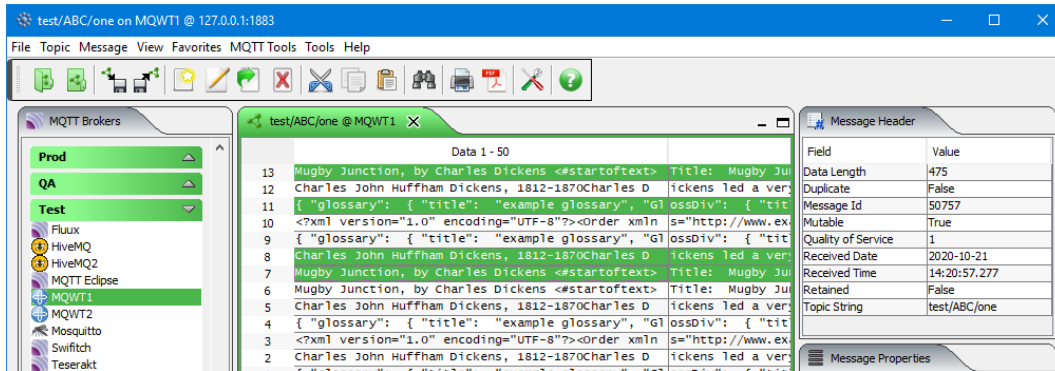 test/ABC/one on MQWT1 @ 127.0.0.1:1883
File Topic Message View Favorites MQTT Tools Tools Help
PDF
MQTT Brokers
Prod
QA
Test
Fluux
HiveMQ
HiveMQ2
MQTT Eclipse
MQWT1
MQWT2
Mosquitto
Swifitch
Teserakt
test/ABC/one @ MQWT1
Data 1 - 50
13 Mugby Junction, by Charles Dickens <#startoftext> Title: Mugby Ju
12 Charles John Huffham Dickens, 1812-1870Charles D ickens led a very
11 { "glossary": { "title": "example glossary", "Gl ossDiv": { "tit
10 <?xml version="1.0" encoding="UTF-8"?><Order xmln s="http://www.exa
9 { "glossary": { "title": "example glossary", "Gl ossDiv": { "tit
8 Charles John Huffham Dickens, 1812-1870Charles D ickens led a very
7 Mugby Junction, by Charles Dickens <#startoftext> Title: Mugby Ju
6 Mugby Junction, by Charles Dickens <#startoftext> Title: Mugby Ju
5 Charles John Huffham Dickens, 1812-1870Charles D ickens led a very
4 { "glossary": { "title": "example glossary", "Gl ossDiv": { "tit
3 <?xml version="1.0" encoding="UTF-8"?><Order xmln s="http://www.exa
2 Charles John Huffham Dickens, 1812-1870Charles D ickens led a very
Message Header
Field Value
Data Length 475
Duplicate False
Message Id 50757
Mutable True
Quality of Service 1
Received Date 2020-10-21
Received Time 14:20:57.277
Retained False
Topic String test/ABC/one
Message Properties